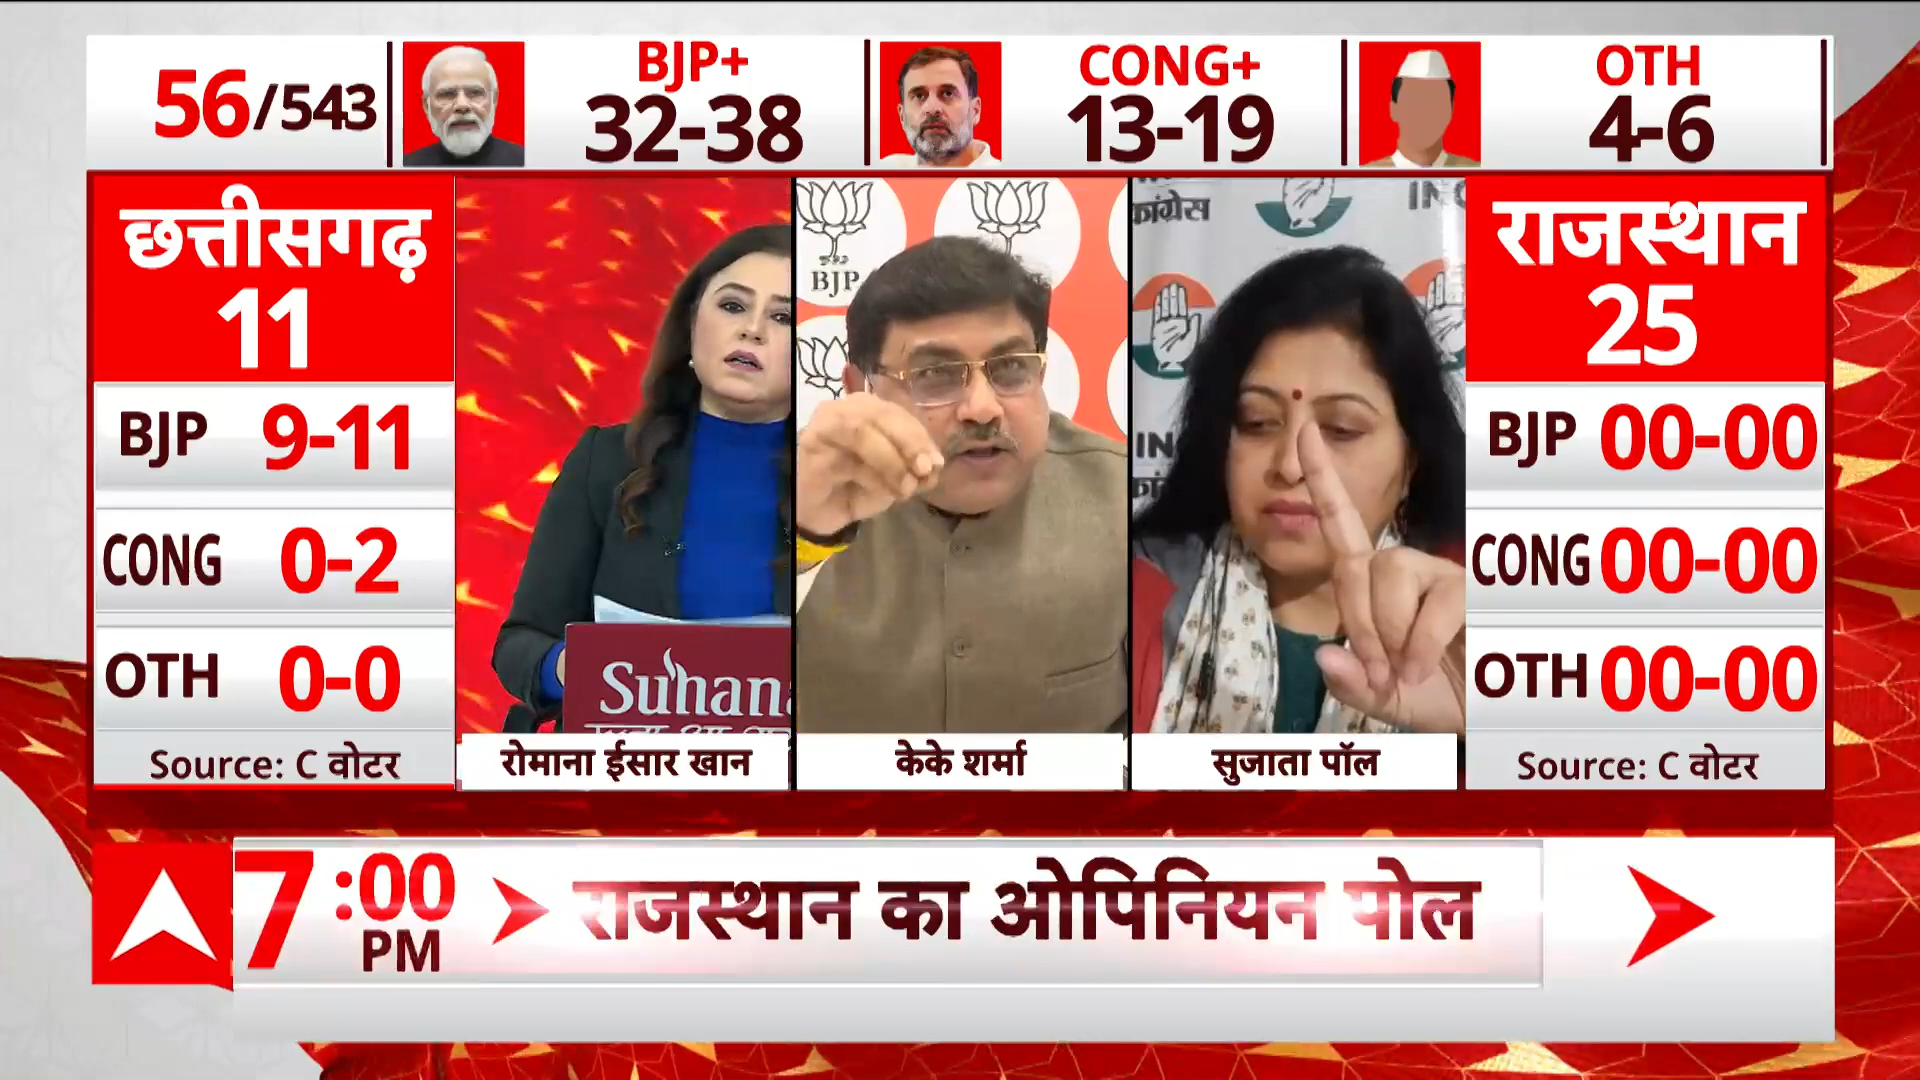 56/543
BJP+
32-38
CONG+
13-19
OTH
4-6
छत्तीसगढ़
11
BJP 9-11
CONG 0-2
OTH 0-0
Source: C वोटर
BJP
कांग्रेस
IN
Suhana
रोमाना ईसार खान
केके शर्मा
सुजाता पॉल
राजस्थान
25
BJP 00-00
CONG 00-00
OTH 00-00
Source: C वोटर
7:00 PM
राजस्थान का ओपिनियन पोल